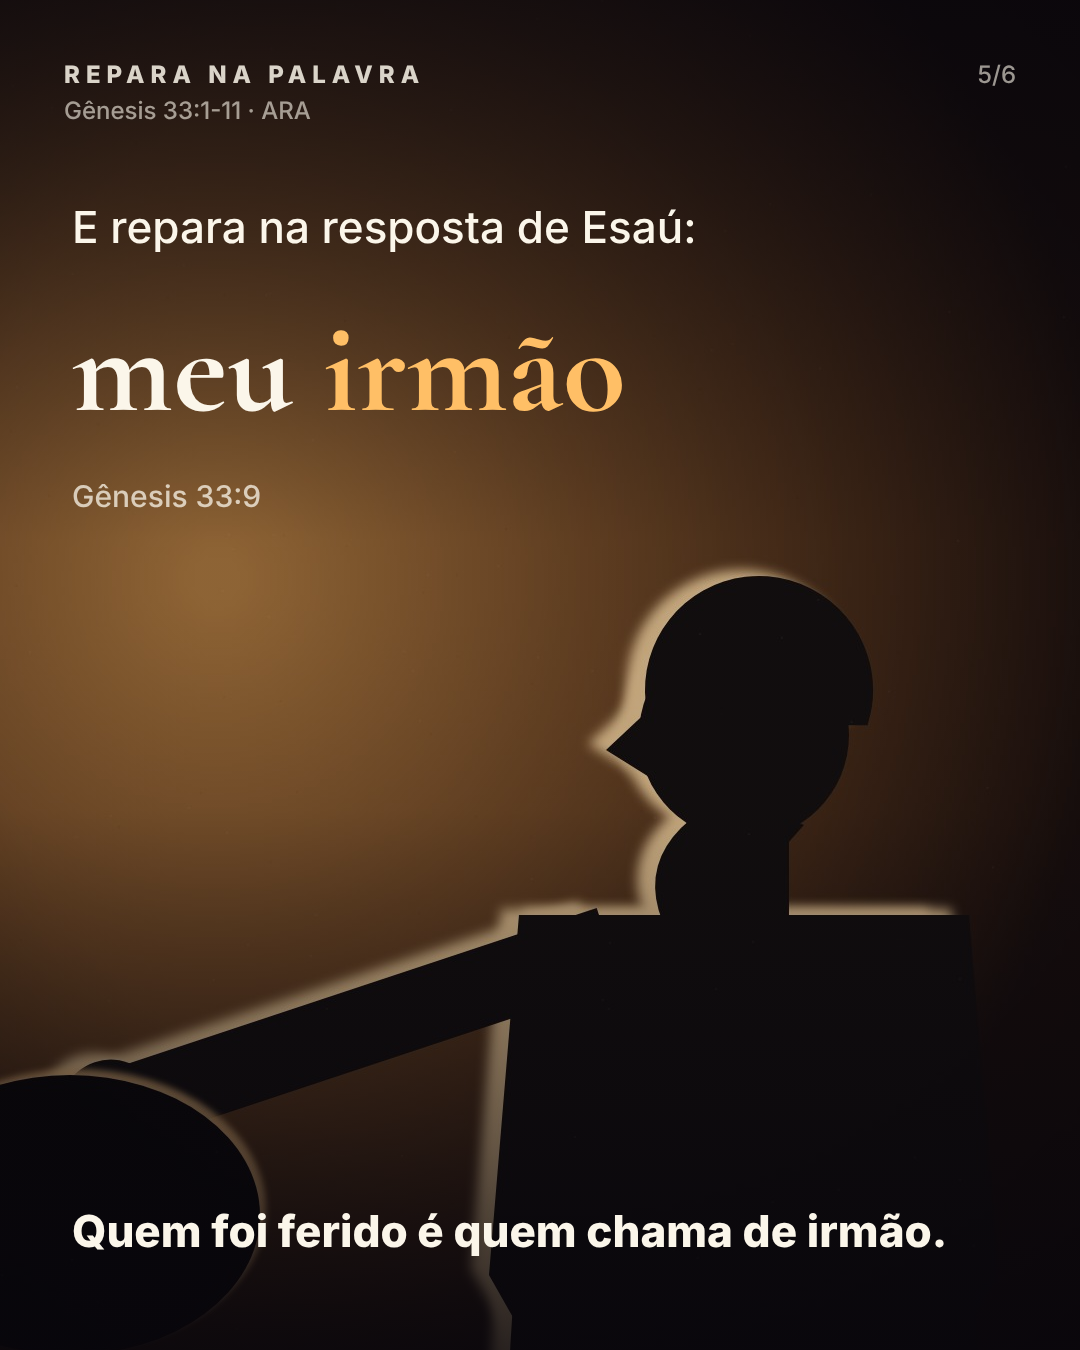 REPARA NA PALAVRA
5/6
Gênesis 33:1-11 · ARA
E repara na resposta de Esaú:
meu irmão
Gênesis 33:9
Quem foi ferido é quem chama de irmão.